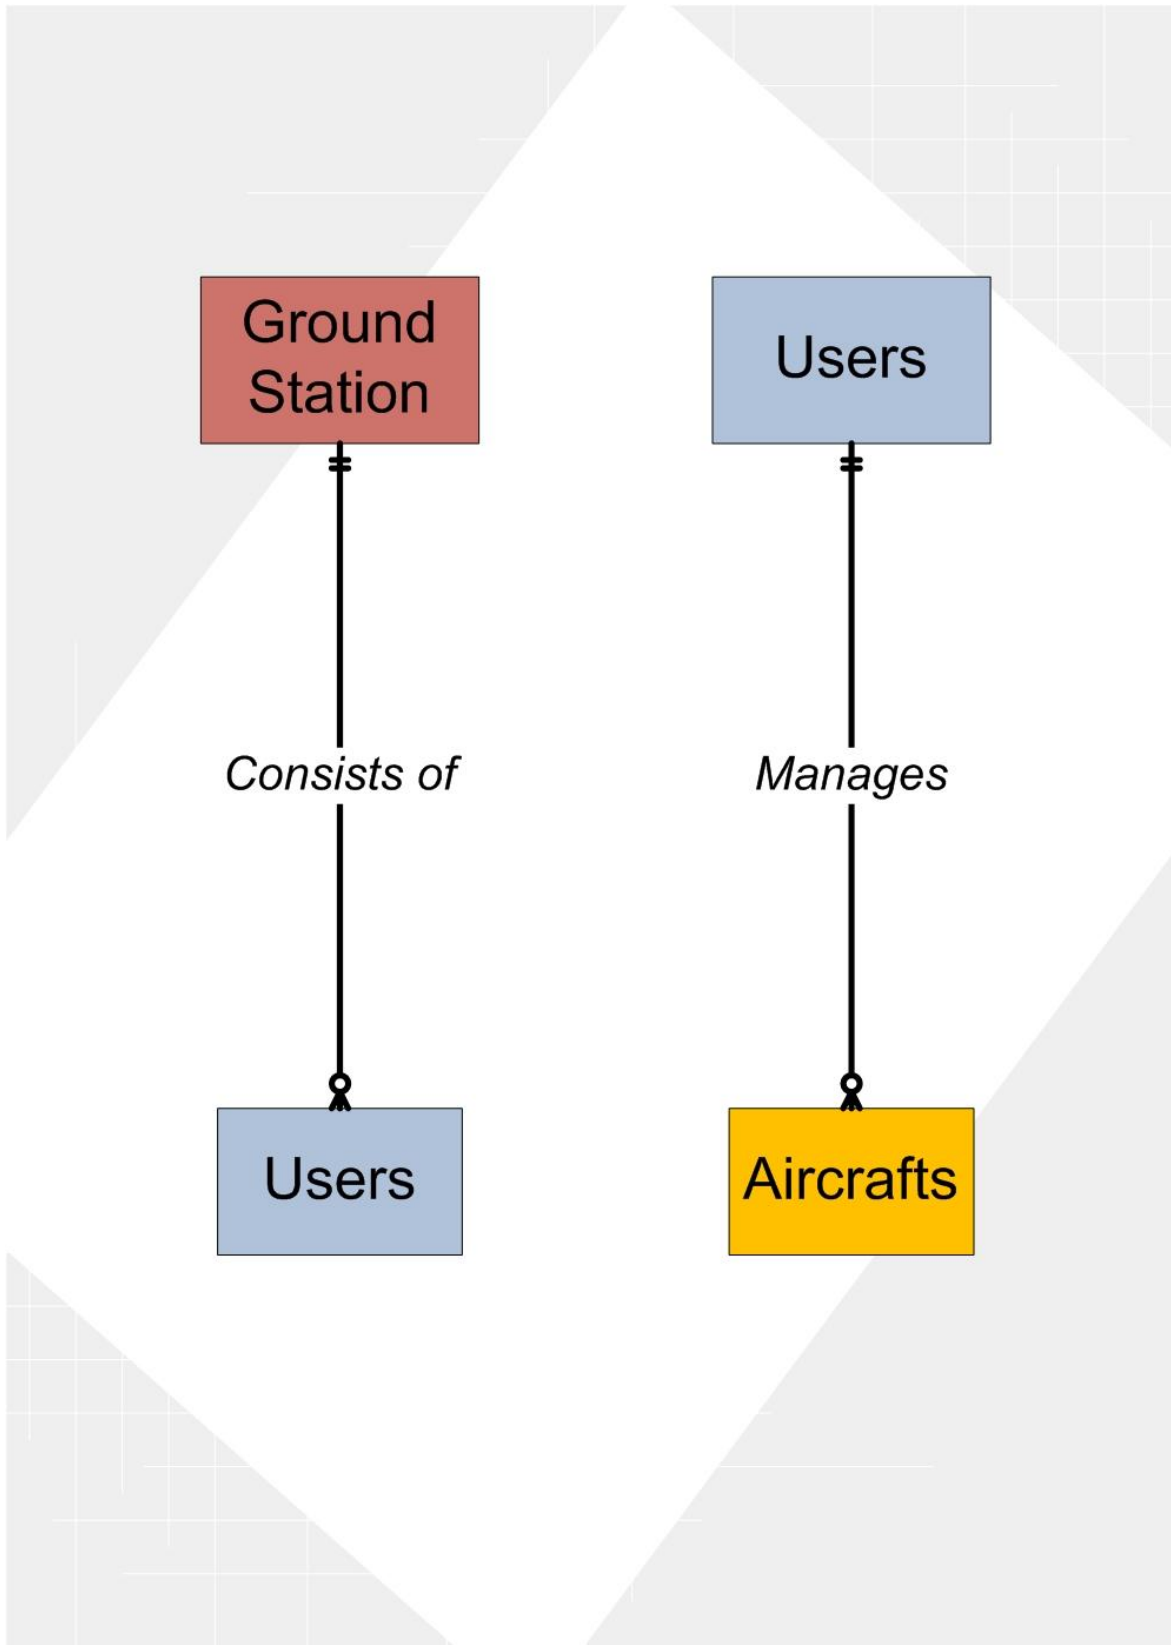 Ground
Station
Users
Consists of
Manages
Users
Aircrafts